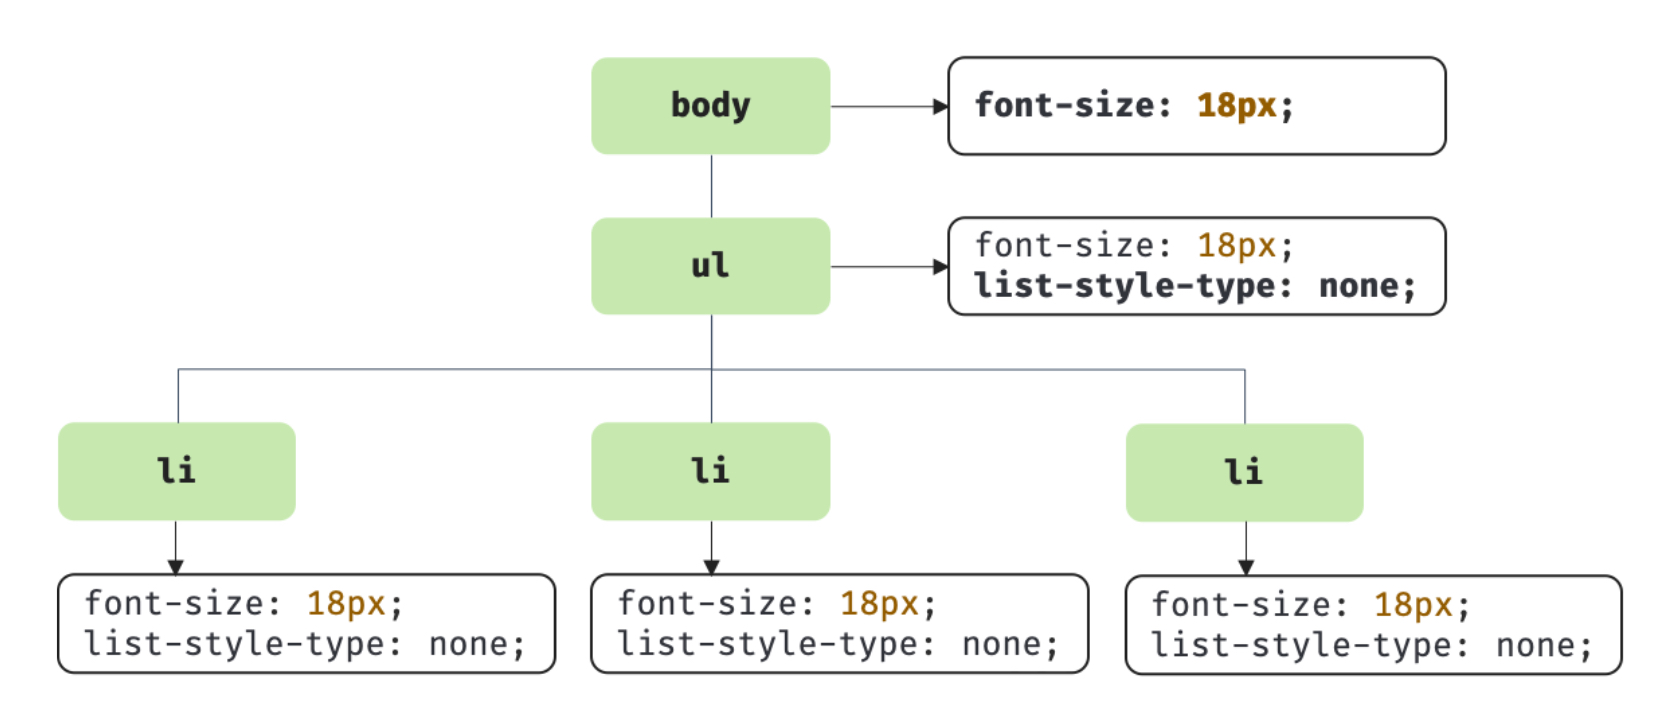 body
font-size: 18px;
ul
font-size: 18px;
list-style-type: none;
li
li
li
font-size: 18px;
list-style-type: none;
font-size: 18px;
list-style-type: none;
font-size: 18px;
list-style-type: none;